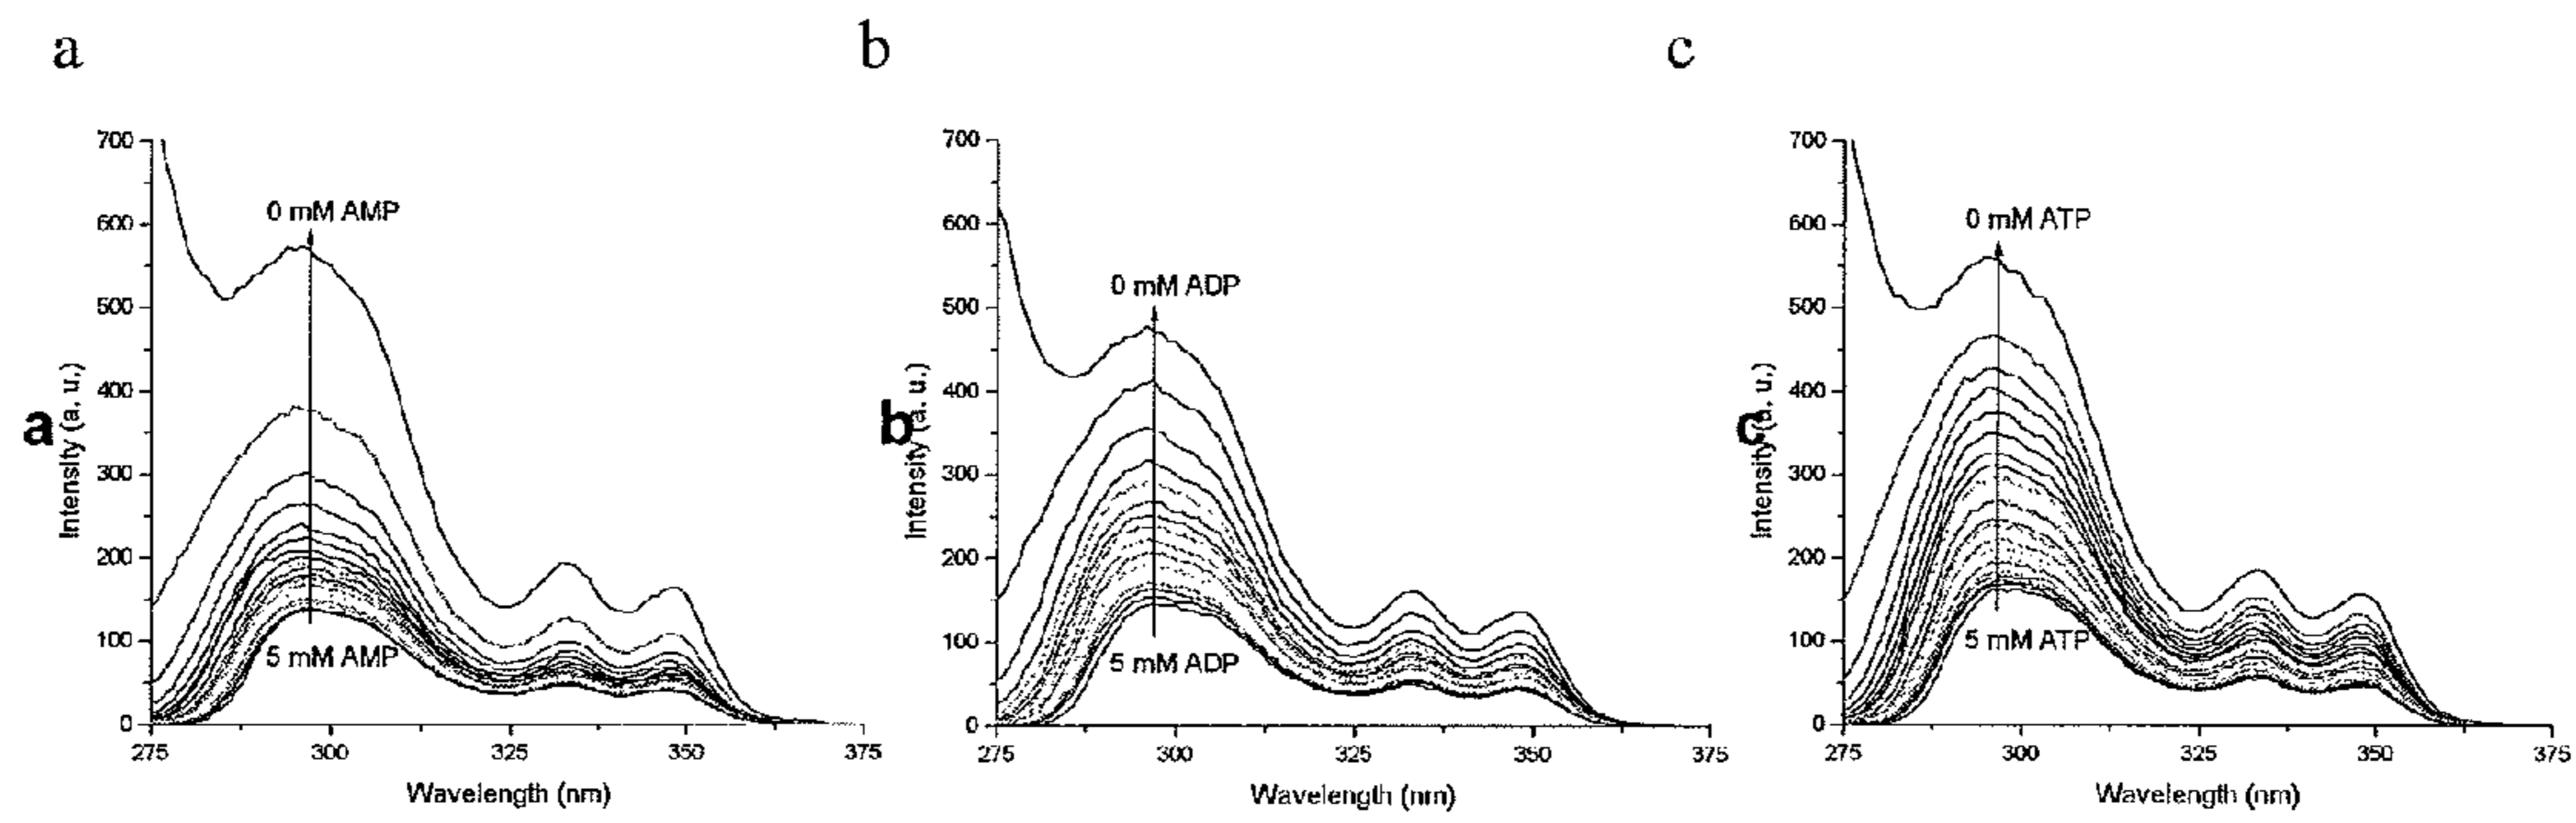 a
b
c
700
600
500
400
300
200
100
0
275
300
325
350
375
Intensity (a. u.)
Wavelength (nm)
0 mM AMP
5 mM AMP
a
700
600
500
400
300
200
100
0
275
300
325
350
375
Intensity (a. u.)
Wavelength (nm)
0 mM ADP
5 mM ADP
b
700
600
500
400
300
200
100
0
275
300
325
350
375
Intensity (a. u.)
Wavelength (nm)
0 mM ATP
5 mM ATP
c